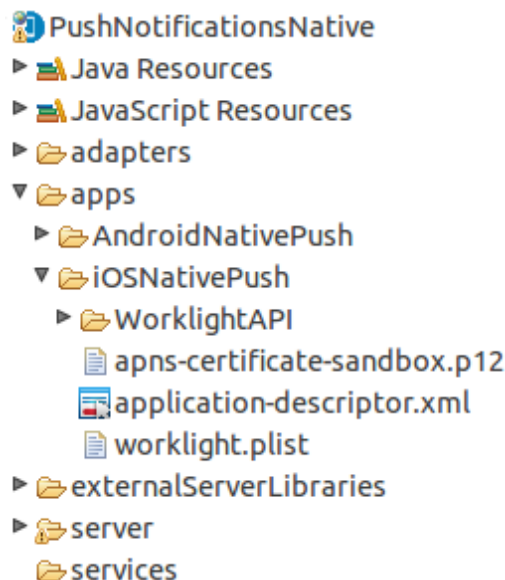 PushNotificationsNative
Java Resources
JavaScript Resources
adapters
apps
AndroidNativePush
iOSNativePush
WorklightAPI
apns-certificate-sandbox.p12
application-descriptor.xml
worklight.plist
externalServerLibraries
server
services